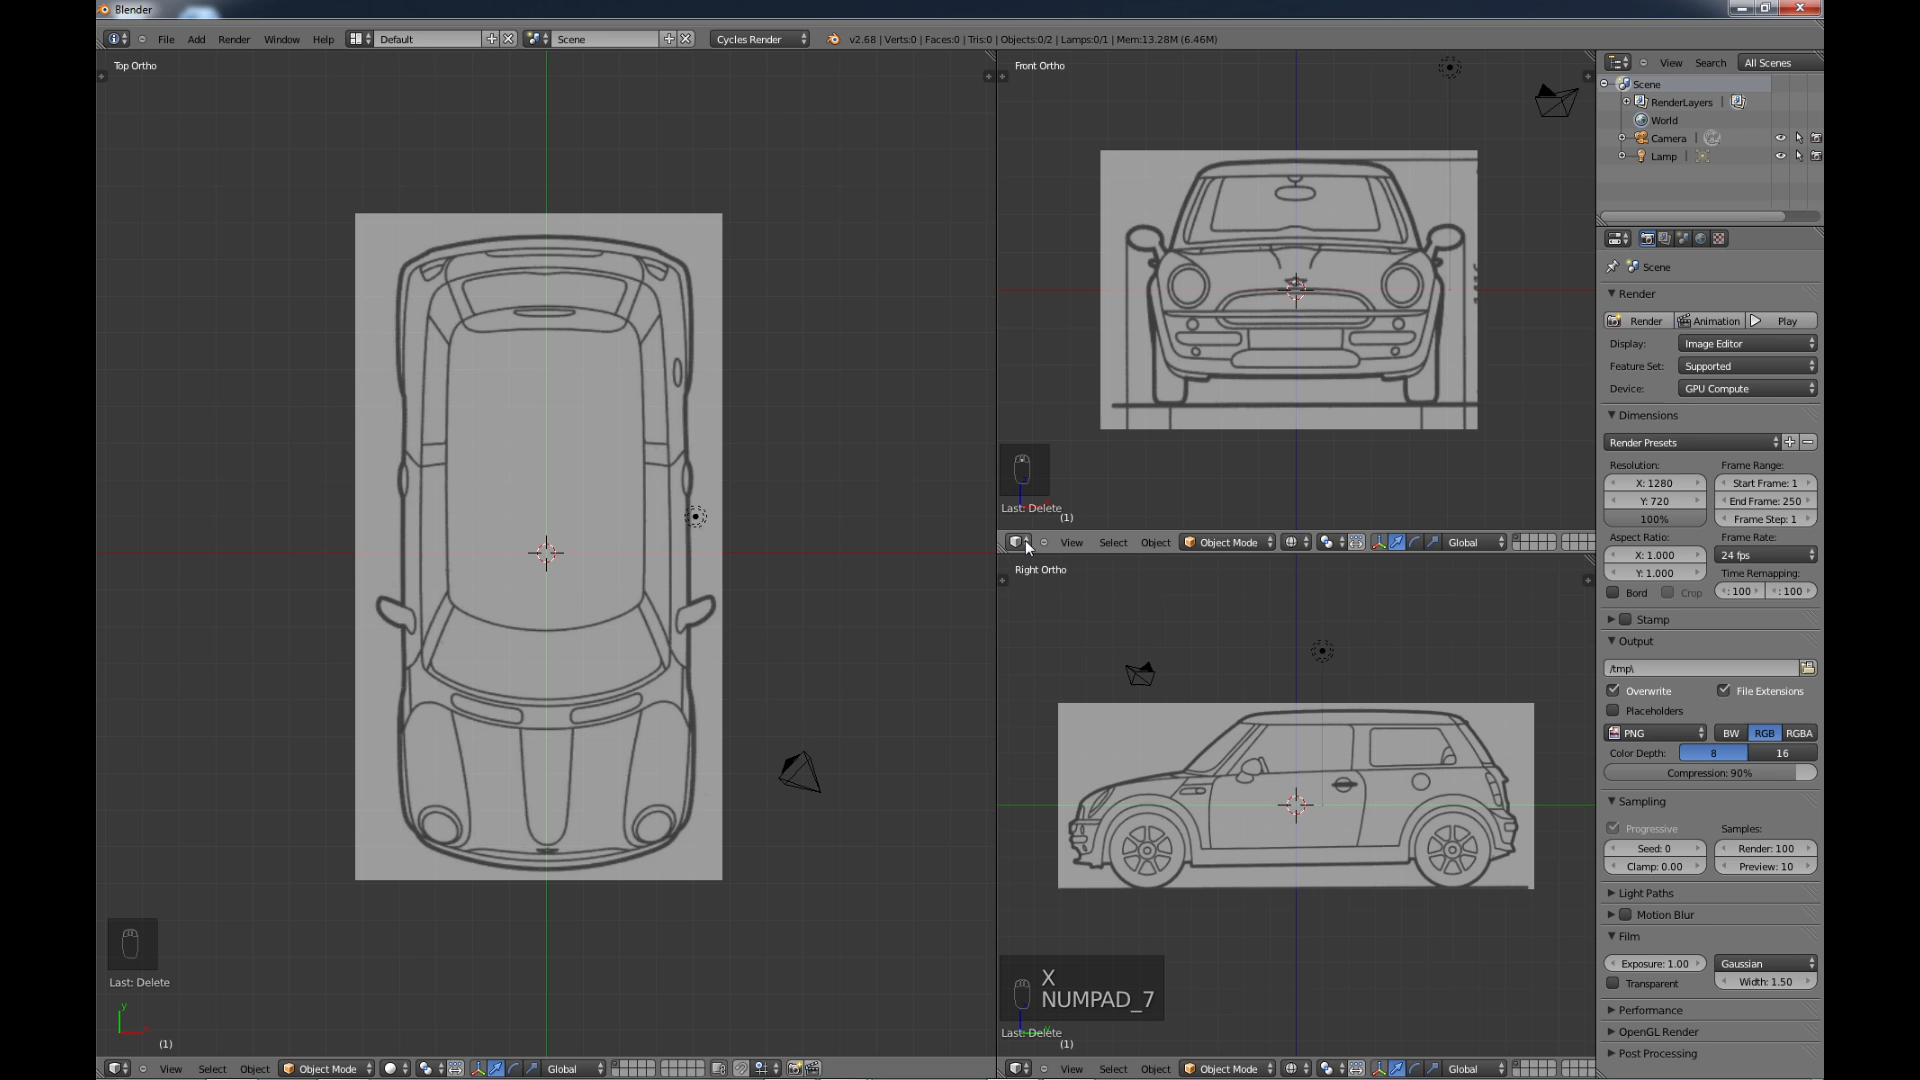 Blender
File Add Render Window Help Default Scene Cycles Render v2.68 | Verts:0 | Faces:0 | Tris:0 | Objects:0/2 | Lamps:0/1 | Mem:13.28M (6.46M)
Top Ortho
Last: Delete
y
(1)
View Select Object Object Mode Global
Front Ortho
Last: Delete
(1)
View Select Object Object Mode Global
Right Ortho
X
NUMPAD_7
Last: Delete
(1)
View Select Object Object Mode Global
View Search All Scenes
Scene
RenderLayers |
World
Camera |
Lamp |
Scene
Render
Render Animation Play
Display: Image Editor
Feature Set: Supported
Device: GPU Compute
Dimensions
Render Presets
Resolution: Frame Range:
X: 1280 Start Frame: 1
Y: 720 End Frame: 250
100% Frame Step: 1
Aspect Ratio: Frame Rate:
X: 1.000 24 fps
Y: 1.000 Time Remapping:
Bord Crop : 100 : 100
Stamp
Output
/tmp\
Overwrite File Extensions
Placeholders
PNG BW RGB RGBA
Color Depth: 8 16
Compression: 90%
Sampling
Progressive Samples:
Seed: 0 Render: 100
Clamp: 0.00 Preview: 10
Light Paths
Motion Blur
Film
Exposure: 1.00 Gaussian
Transparent Width: 1.50
Performance
OpenGL Render
Post Processing